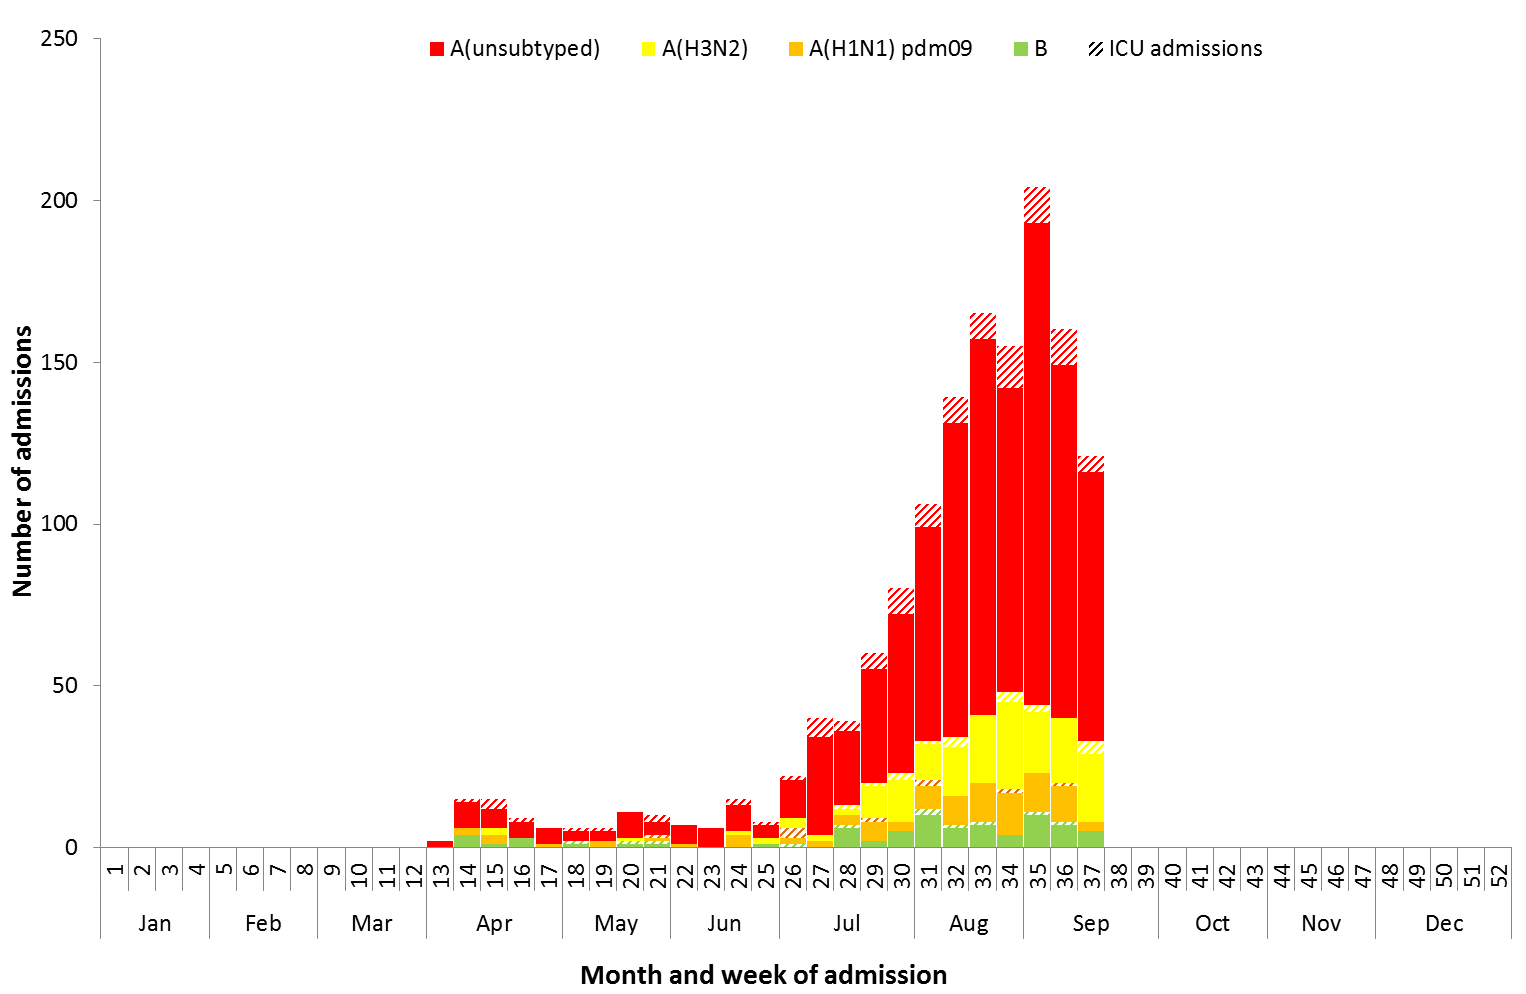 A(unsubtyped) A(H3N2) A(H1N1) pdm09 B ICU admissions
250
200
150
100
50
0
Number of admissions
1 2 3 4 5 6 7 8 9 10 11 12 13 14 15 16 17 18 19 20 21 22 23 24 25 26 27 28 29 30 31 32 33 34 35 36 37 38 39 40 41 42 43 44 45 46 47 48 49 50 51 52
Jan Feb Mar Apr May Jun Jul Aug Sep Oct Nov Dec
Month and week of admission